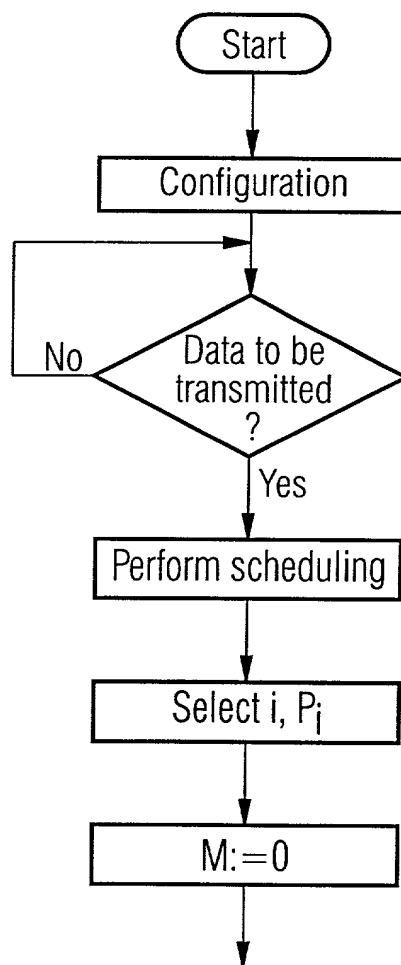 Start
Configuration
No
Data to be
transmitted
?
Yes
Perform scheduling
Select i, Pi
M:=0